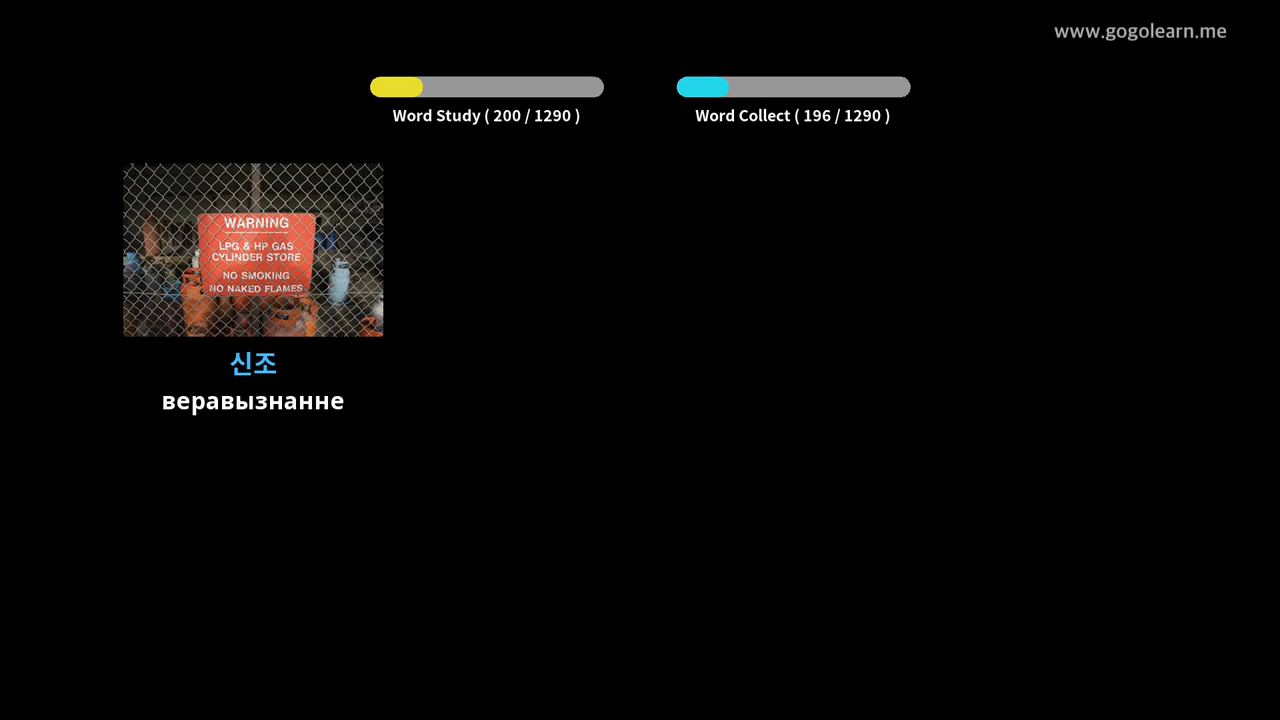 www.gogolearn.me
Word Study ( 200 / 1290 )
Word Collect ( 196 / 1290 )
WARNING
LPG & HP GAS
CYLINDER STORE
NO SMOKING
NO NAKED FLAMES
신조
веравызнанне